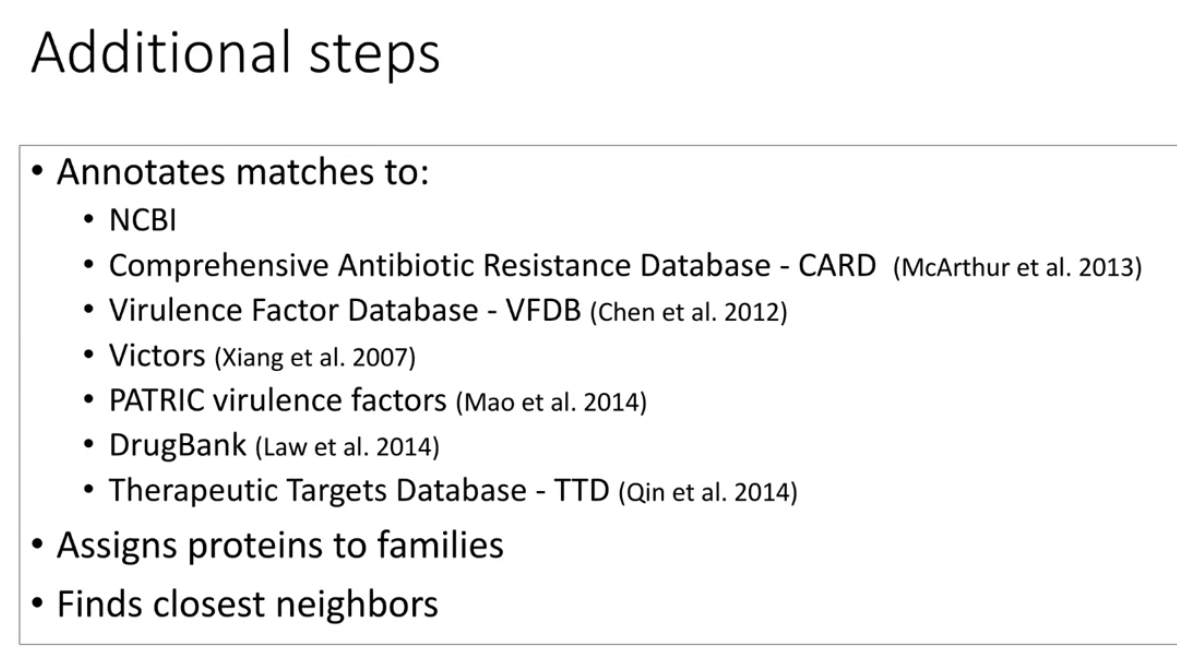 Additional steps
• Annotates matches to:
• NCBI
• Comprehensive Antibiotic Resistance Database - CARD (McArthur et al. 2013)
• Virulence Factor Database - VFDB (Chen et al. 2012)
• Victors (Xiang et al. 2007)
• PATRIC virulence factors (Mao et al. 2014)
• DrugBank (Law et al. 2014)
• Therapeutic Targets Database - TTD (Qin et al. 2014)
• Assigns proteins to families
• Finds closest neighbors